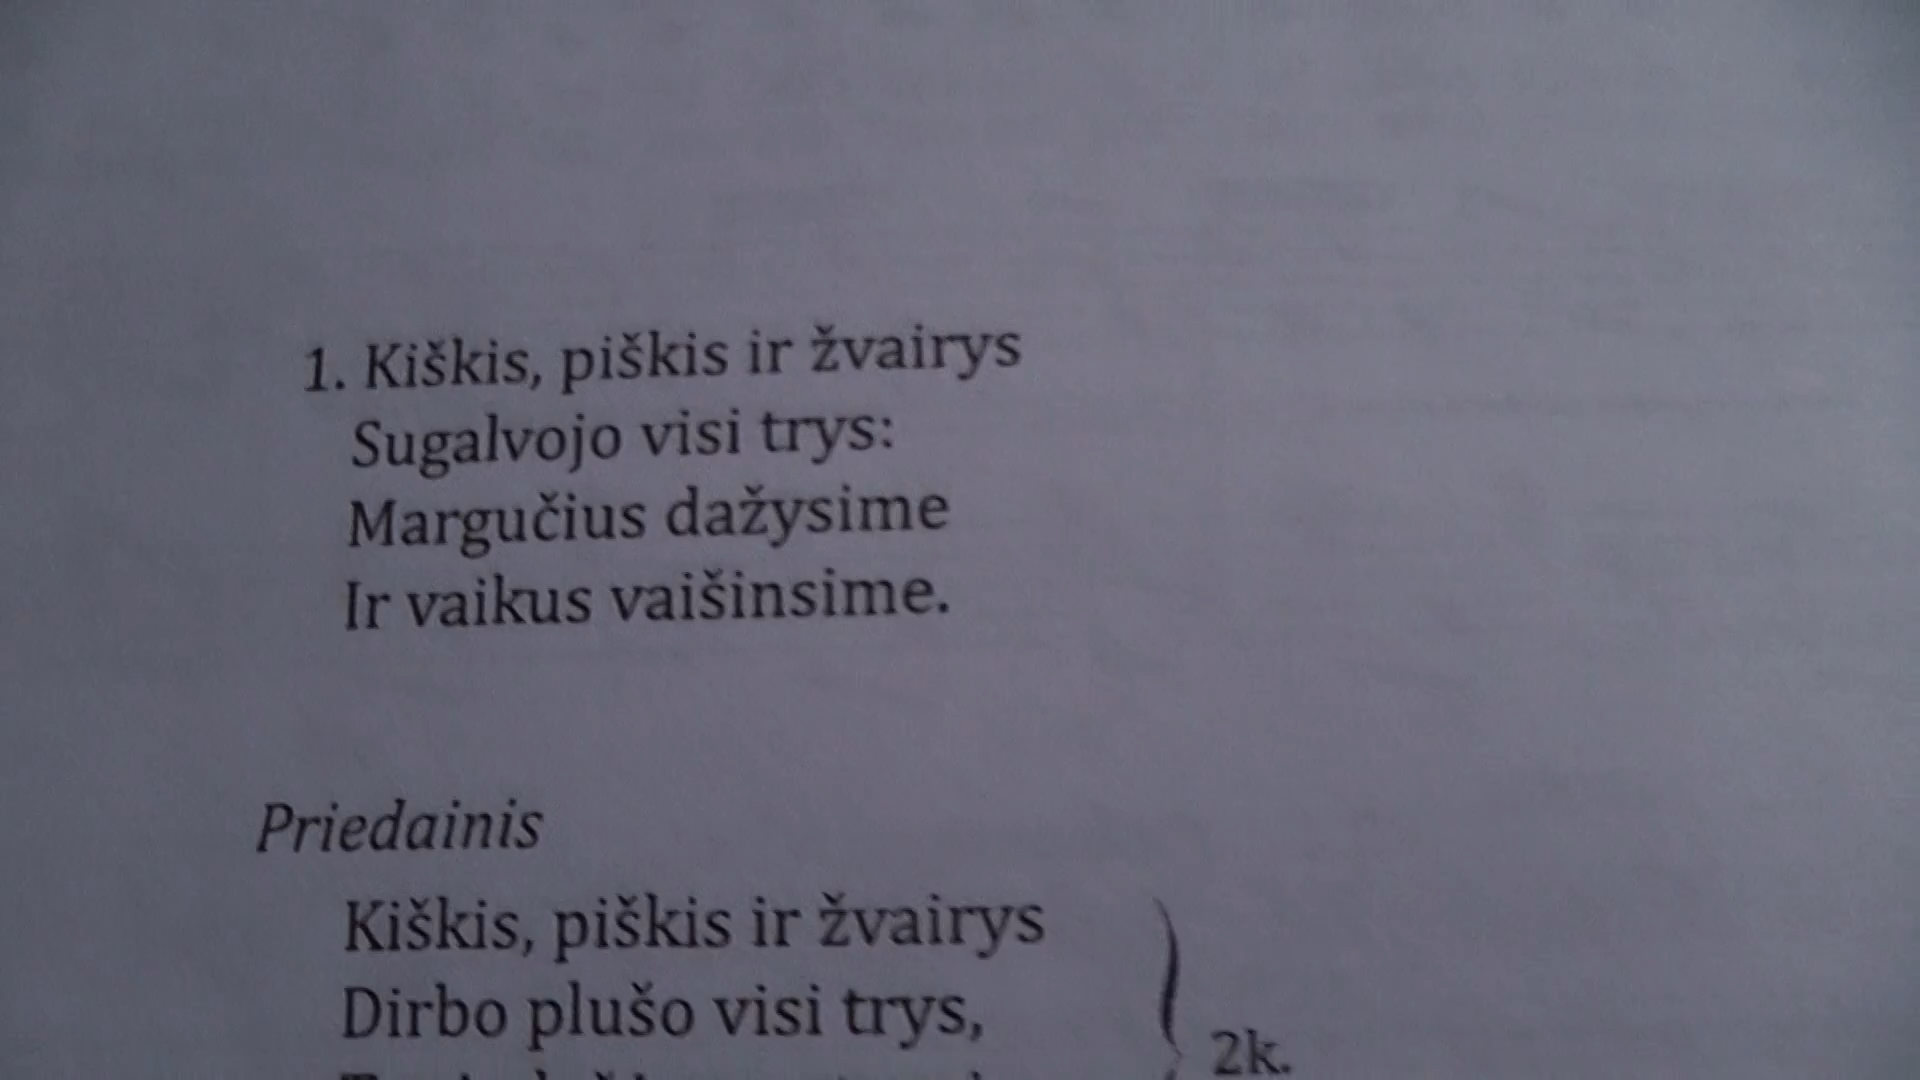 1. Kiškis, piškis ir žvairys
Sugalvojo visi trys:
Margučius dažysime
Ir vaikus vaišinsime.
Priedainis
Kiškis, piškis ir žvairys
Dirbo plušo visi trys,
2k.